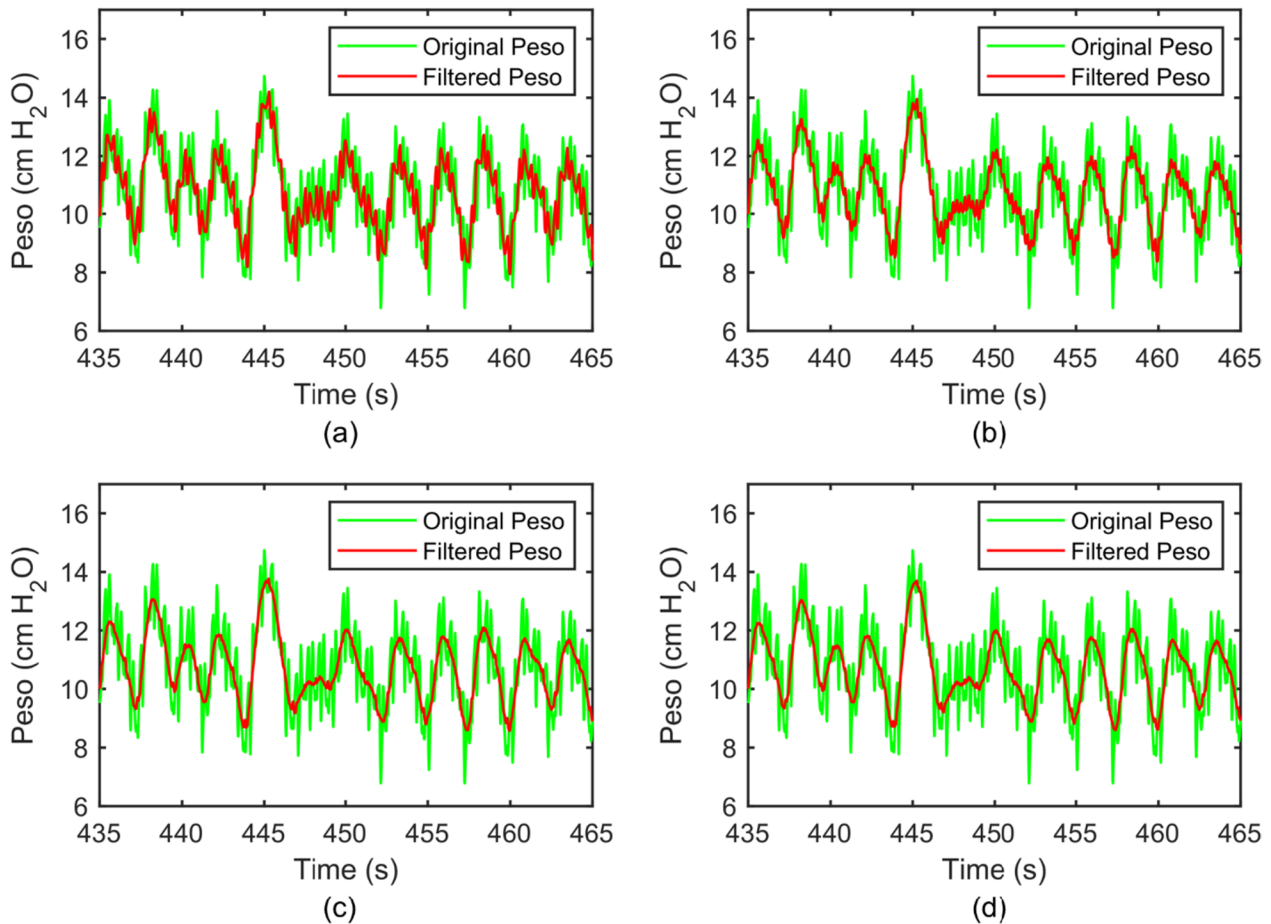 16
14
12
10
8
6
Peso (cm H2O)
Original Peso
Filtered Peso
435 440 445 450 455 460 465
Time (s)
(a)
16
14
12
10
8
6
Peso (cm H2O)
Original Peso
Filtered Peso
435 440 445 450 455 460 465
Time (s)
(b)
16
14
12
10
8
6
Peso (cm H2O)
Original Peso
Filtered Peso
435 440 445 450 455 460 465
Time (s)
(c)
16
14
12
10
8
6
Peso (cm H2O)
Original Peso
Filtered Peso
435 440 445 450 455 460 465
Time (s)
(d)